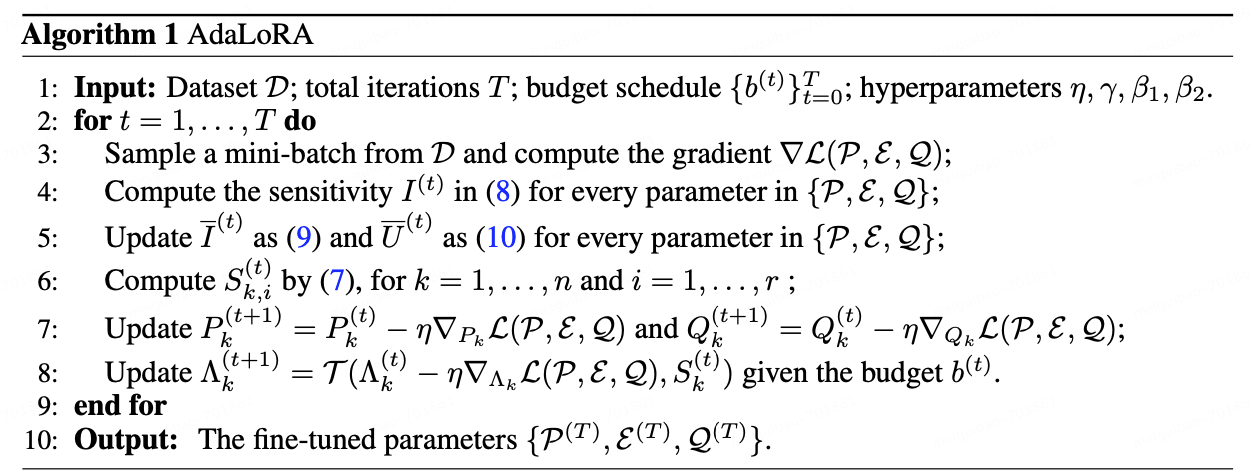 Algorithm 1 AdaLoRA
1: Input: Dataset $\mathcal{D}$; total iterations $T$; budget schedule $\{b^{(t)}\}_{t=0}^{T}$; hyperparameters $\eta, \gamma, \beta_1, \beta_2$.
2: for $t = 1, \ldots, T$ do
3: Sample a mini-batch from $\mathcal{D}$ and compute the gradient $\nabla \mathcal{L}(\mathcal{P}, \mathcal{E}, \mathcal{Q})$;
4: Compute the sensitivity $I^{(t)}$ in (8) for every parameter in $\{\mathcal{P}, \mathcal{E}, \mathcal{Q}\}$;
5: Update $\overline{I}^{(t)}$ as (9) and $\overline{U}^{(t)}$ as (10) for every parameter in $\{\mathcal{P}, \mathcal{E}, \mathcal{Q}\}$;
6: Compute $S_{k,i}^{(t)}$ by (7), for $k = 1, \ldots, n$ and $i = 1, \ldots, r$ ;
7: Update $P_k^{(t+1)} = P_k^{(t)} - \eta \nabla_{P_k} \mathcal{L}(\mathcal{P}, \mathcal{E}, \mathcal{Q})$ and $Q_k^{(t+1)} = Q_k^{(t)} - \eta \nabla_{Q_k} \mathcal{L}(\mathcal{P}, \mathcal{E}, \mathcal{Q})$;
8: Update $\Lambda_k^{(t+1)} = \mathcal{T}(\Lambda_k^{(t)} - \eta \nabla_{\Lambda_k} \mathcal{L}(\mathcal{P}, \mathcal{E}, \mathcal{Q}), S_k^{(t)})$ given the budget $b^{(t)}$.
9: end for
10: Output: The fine-tuned parameters $\{\mathcal{P}^{(T)}, \mathcal{E}^{(T)}, \mathcal{Q}^{(T)}\}$.